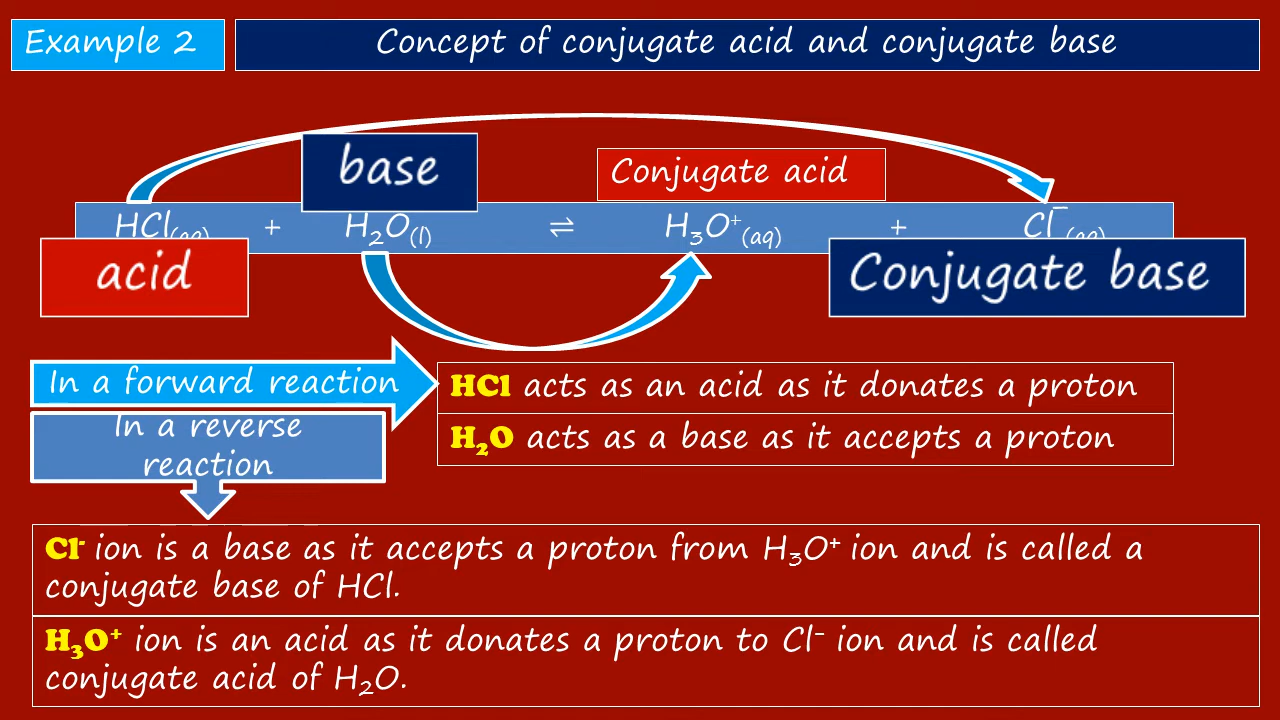 Example 2
Concept of conjugate acid and conjugate base
base
Conjugate acid
HCl(aq) + H₂O(l) ⇌ H₃O⁺(aq) + Cl⁻(aq)
acid
Conjugate base
In a forward reaction
HCl acts as an acid as it donates a proton
H₂O acts as a base as it accepts a proton
In a reverse
reaction
Cl⁻ ion is a base as it accepts a proton from H₃O⁺ ion and is called a
conjugate base of HCl.
H₃O⁺ ion is an acid as it donates a proton to Cl⁻ ion and is called
conjugate acid of H₂O.